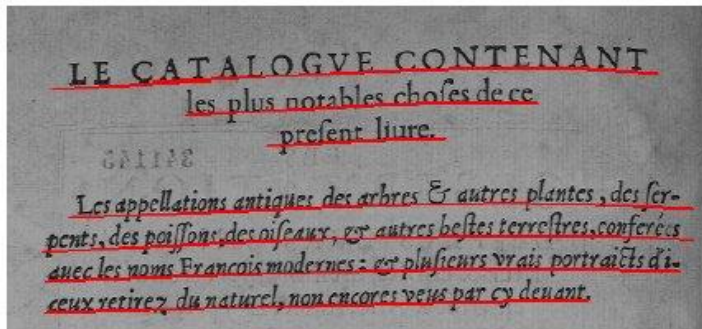 LE CATALOGVE CONTENANT
les plus notables choſes de ce
preſent liure.
341145
Les appellations antiques des arbres & autres plantes, des ſer-
pents, des poiſſons, des oiſeaux, & autres beſtes terreſtres, conferées
auec les noms Francois modernes: & pluſieurs vrais portraicts d'i-
ceux retirez du naturel, non encores veus par cy deuant.